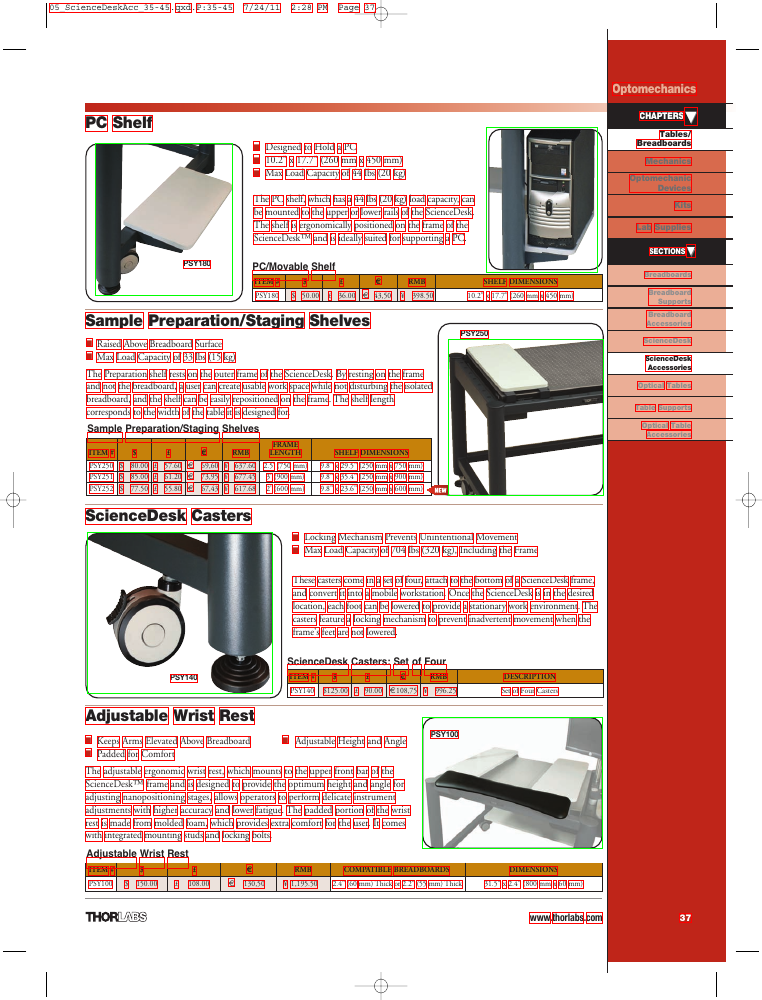 05 ScienceDeskAcc 35-45.qxd.P:35-45 7/24/11 2:28 PM Page 37
Optomechanics
CHAPTERS
Tables/
Breadboards
Mechanics
Optomechanic
Devices
Kits
Lab Supplies
SECTIONS
Breadboards
Breadboard
Supports
Breadboard
Accessories
ScienceDesk
ScienceDesk
Accessories
Optical Tables
Table Supports
Optical Table
Accessories
PC Shelf
Designed to Hold a PC
10.2" x 17.7" (260 mm x 450 mm)
Max Load Capacity of 44 lbs (20 kg)
The PC shelf, which has a 44 lbs (20 kg) load capacity, can
be mounted to the upper or lower rails of the ScienceDesk.
The shelf is ergonomically positioned on the frame of the
ScienceDesk™ and is ideally suited for supporting a PC.
PSY180
PC/Movable Shelf
ITEM # $ £ € RMB SHELF DIMENSIONS
PSY180 $ 50.00 £ 36.00 € 43,50 ¥ 398.50 10.2" x 17.7" (260 mm x 450 mm)
Sample Preparation/Staging Shelves
Raised Above Breadboard Surface
Max Load Capacity of 33 lbs (15 kg)
The Preparation shelf rests on the outer frame of the ScienceDesk. By resting on the frame
and not the breadboard, a user can create usable work space while not disturbing the isolated
breadboard, and the shelf can be easily repositioned on the frame. The shelf length
corresponds to the width of the table it is designed for.
PSY250
Sample Preparation/Staging Shelves
ITEM # $ £ € RMB FRAME LENGTH SHELF DIMENSIONS
PSY250 $ 80.00 £ 57.60 € 69,60 ¥ 637.60 2.5' (750 mm) 9.8" x 29.5" (250 mm x 750 mm)
PSY251 $ 85.00 £ 61.20 € 73,95 ¥ 677.45 3' (900 mm) 9.8" x 35.4" (250 mm x 900 mm)
PSY252 $ 77.50 £ 55.80 € 67,43 ¥ 617.68 2' (600 mm) 9.8" x 23.6" (250 mm x 600 mm)
NEW
ScienceDesk Casters
Locking Mechanism Prevents Unintentional Movement
Max Load Capacity of 704 lbs (320 kg), Including the Frame
These casters come in a set of four, attach to the bottom of a ScienceDesk frame,
and convert it into a mobile workstation. Once the ScienceDesk is in the desired
location, each foot can be lowered to provide a stationary work environment. The
casters feature a locking mechanism to prevent inadvertent movement when the
frame's feet are not lowered.
PSY140
ScienceDesk Casters: Set of Four
ITEM # $ £ € RMB DESCRIPTION
PSY140 $125.00 £ 90.00 €108,75 ¥ 996.25 Set of Four Casters
Adjustable Wrist Rest
Keeps Arms Elevated Above Breadboard
Adjustable Height and Angle
Padded for Comfort
The adjustable ergonomic wrist rest, which mounts to the upper front bar of the
ScienceDesk™ frame and is designed to provide the optimum height and angle for
adjusting nanopositioning stages, allows operators to perform delicate instrument
adjustments with higher accuracy and lower fatigue. The padded portion of the wrist
rest is made from molded foam, which provides extra comfort for the user. It comes
with integrated mounting studs and locking bolts.
PSY100
Adjustable Wrist Rest
ITEM # $ £ € RMB COMPATIBLE BREADBOARDS DIMENSIONS
PSY100 $ 150.00 £ 108.00 € 130,50 ¥ 1,195.50 2.4" (60 mm) Thick or 2.2" (55 mm) Thick 31.5" x 2.4" (800 mm x 60 mm)
THORLABS
www.thorlabs.com
37